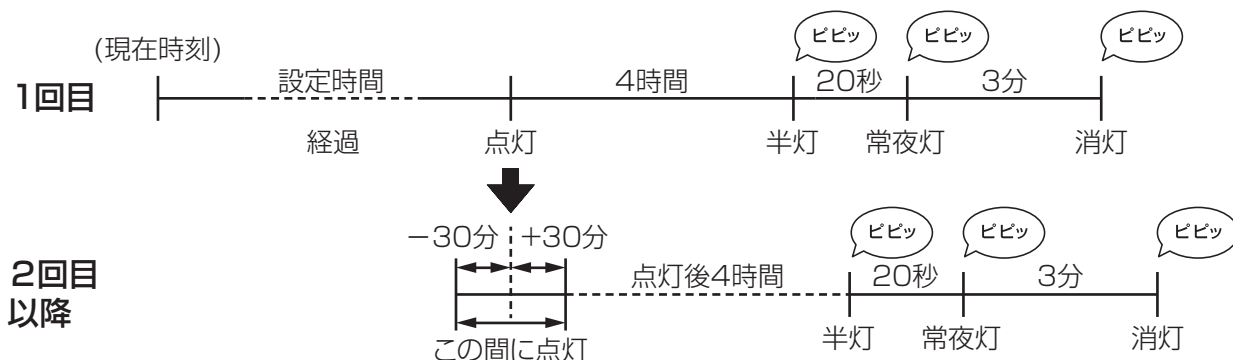 ピピッ ピピッ ピピッ
(現在時刻)
1回目 設定時間 4時間 20秒 3分
経過 点灯 半灯 常夜灯 消灯
ピピッ ピピッ ピピッ
−30分 +30分
2回目 点灯後4時間 20秒 3分
以降
半灯 常夜灯 消灯
この間に点灯